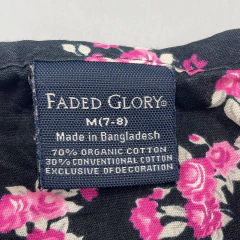 FADED GLORY®
M(7-8)
Made in Bangladesh
70% ORGANIC COTTON
30% CONVENTIONAL COTTON
EXCLUSIVE OF DECORATION